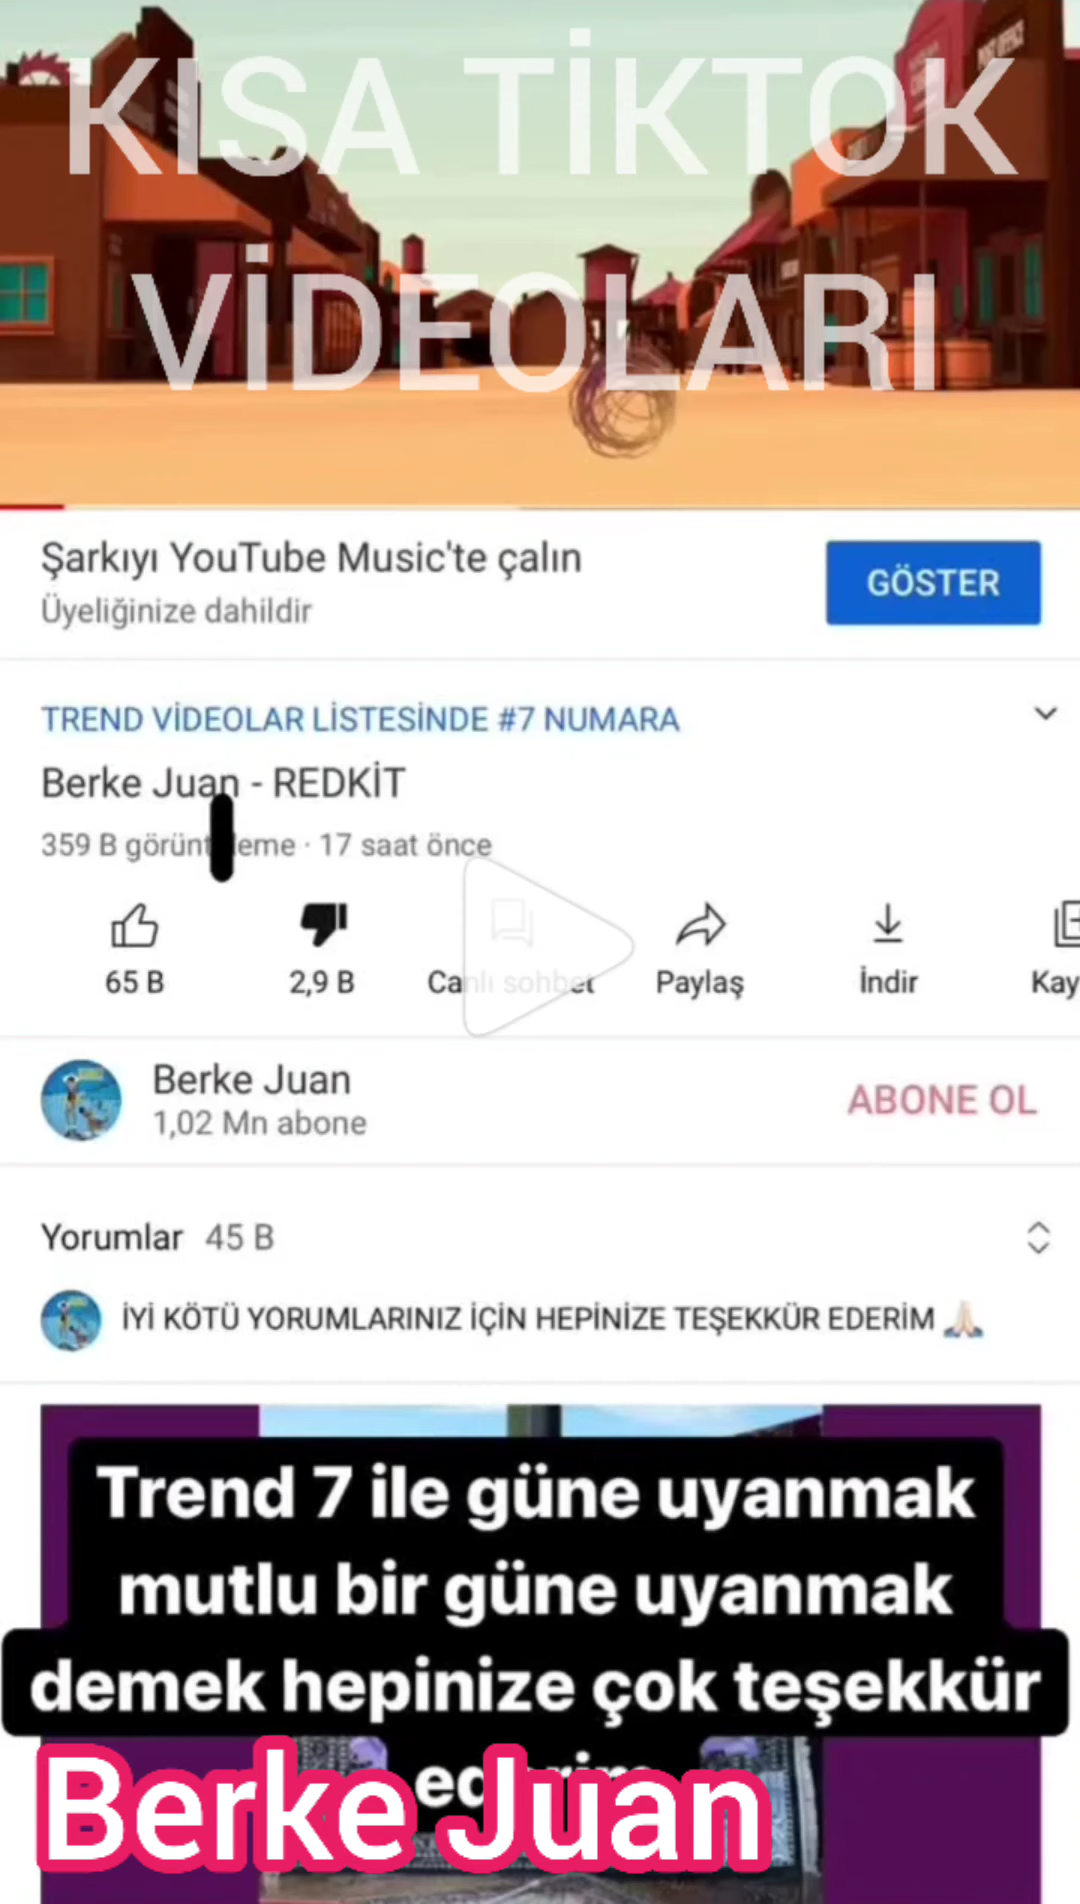 POST OFFICE
KISA TİKTOK
VİDEOLARI
Şarkıyı YouTube Music'te çalın
Üyeliğinize dahildir
GÖSTER
TREND VİDEOLAR LİSTESİNDE #7 NUMARA
Berke Juan - REDKİT
359 B · 17 saat önce
65 B
2,9 B
Canlı sohbet
Paylaş
İndir
Kay
Berke Juan
1,02 Mn abone
ABONE OL
Yorumlar 45 B
İYİ KÖTÜ YORUMLARINIZ İÇİN HEPİNİZE TEŞEKKÜR EDERİM 🙏🏻
Trend 7 ile güne uyanmak
mutlu bir güne uyanmak
demek hepinize çok teşekkür
Berke Juan